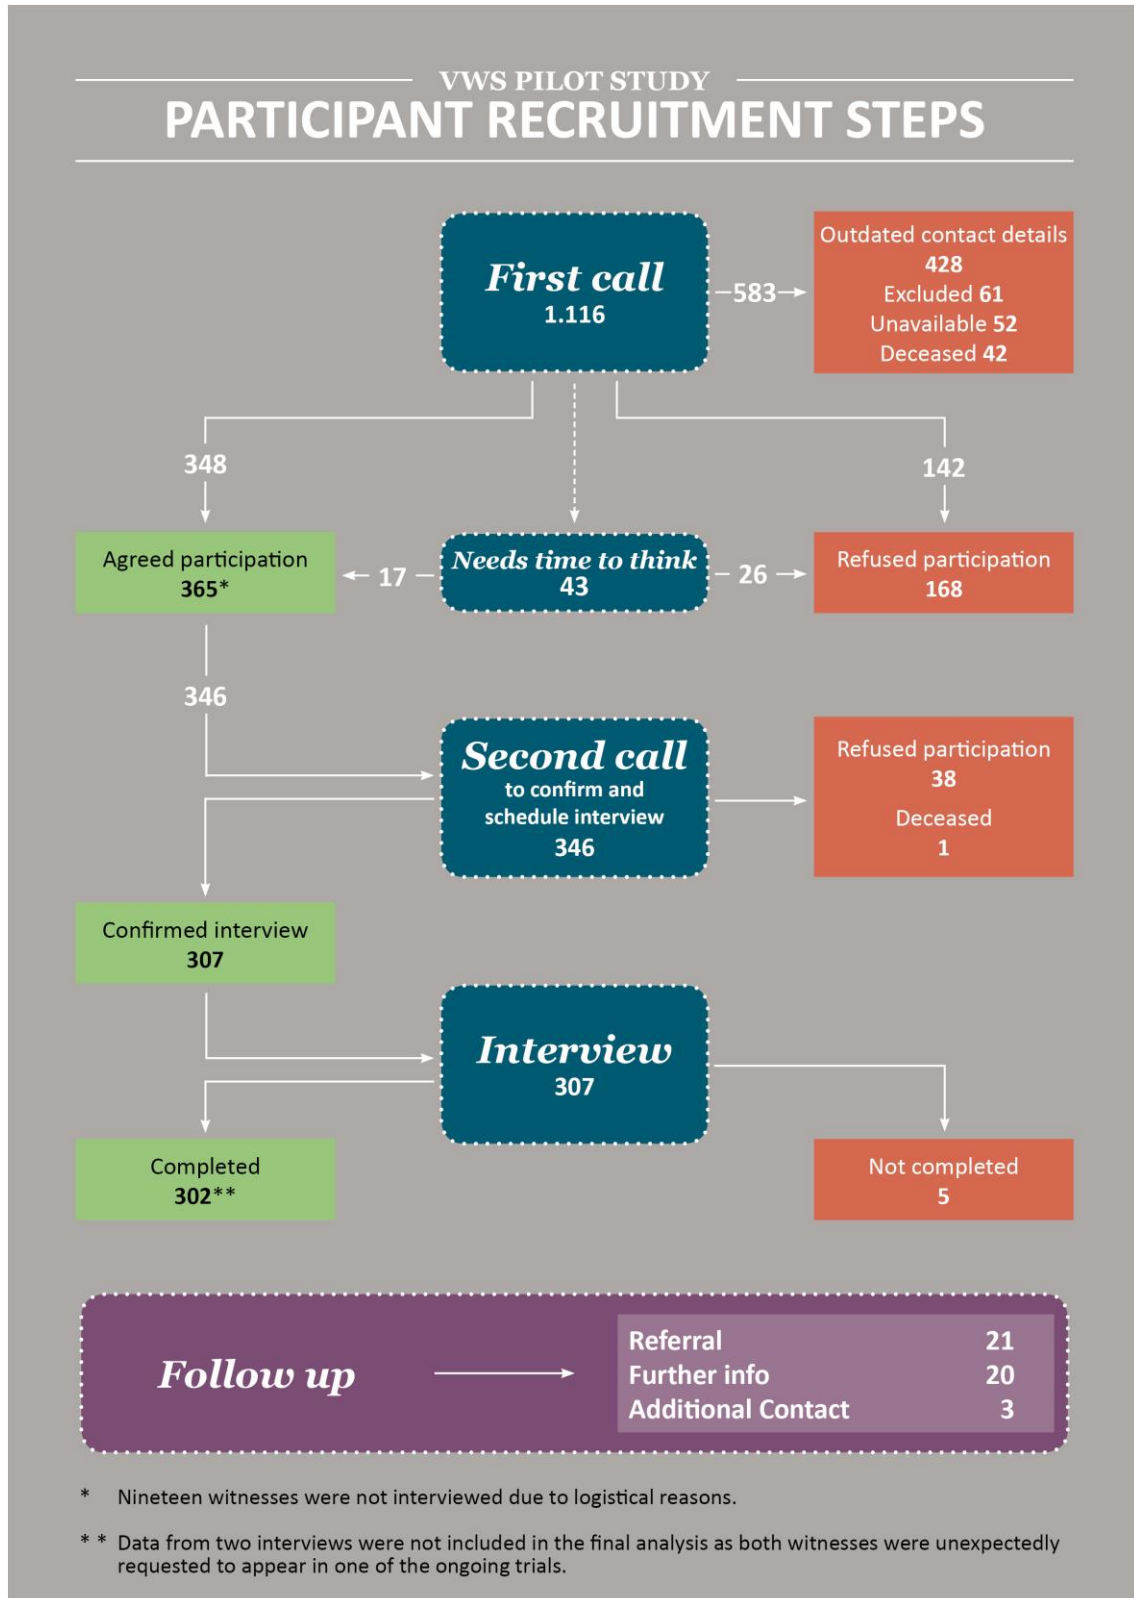 VWS PILOT STUDY
PARTICIPANT RECRUITMENT STEPS
First call
1.116
583
Outdated contact details
428
Excluded 61
Unavailable 52
Deceased 42
348
142
Agreed participation
365*
17
Needs time to think
43
26
Refused participation
168
346
Second call
to confirm and
schedule interview
346
Refused participation
38
Deceased
1
Confirmed interview
307
Interview
307
Completed
302**
Not completed
5
Follow up
Referral 21
Further info 20
Additional Contact 3
* Nineteen witnesses were not interviewed due to logistical reasons.
* * Data from two interviews were not included in the final analysis as both witnesses were unexpectedly
requested to appear in one of the ongoing trials.